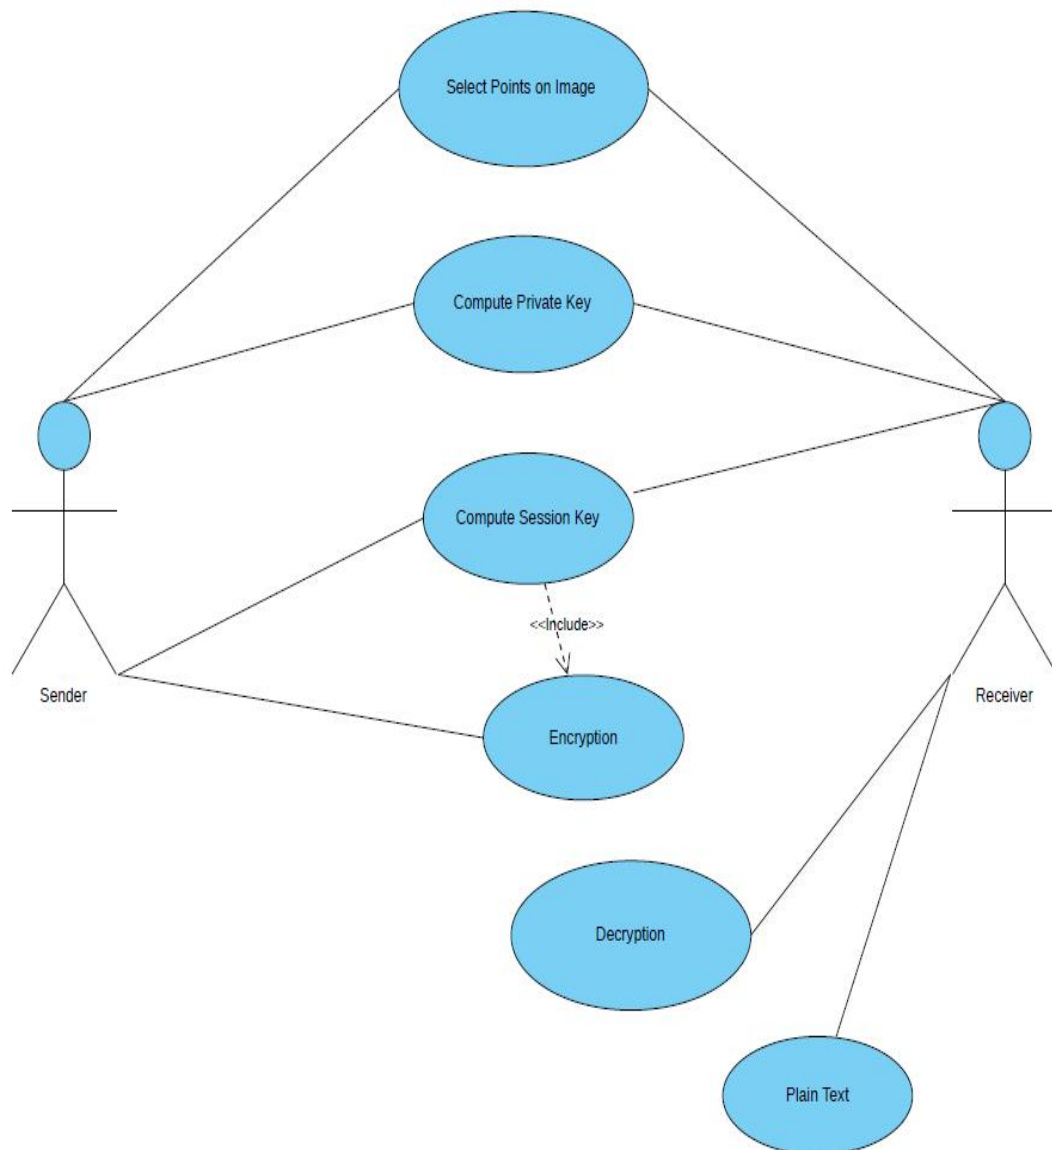 Select Points on Image
Compute Private Key
Compute Session Key
<<Include>>
Sender
Receiver
Encryption
Decryption
Plain Text